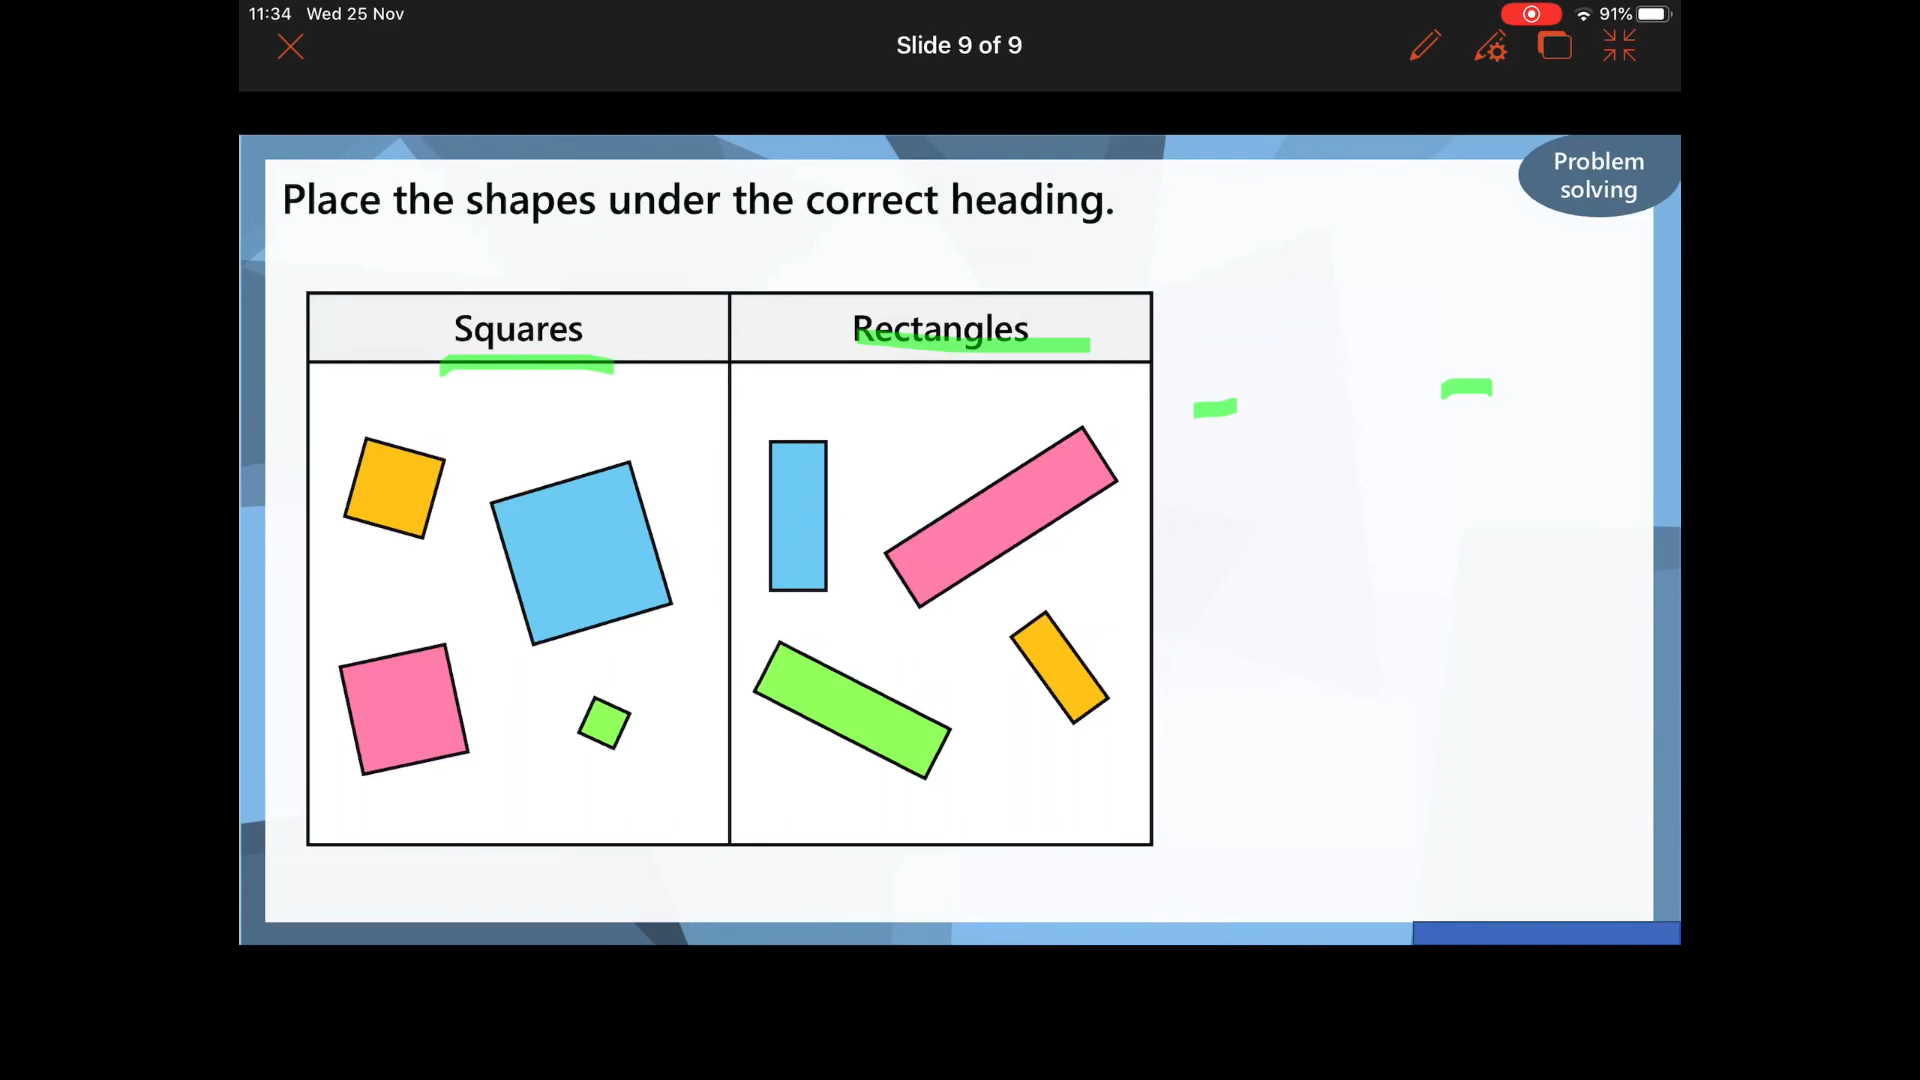 11:34 Wed 25 Nov
91%
Slide 9 of 9
Problem
solving
Place the shapes under the correct heading.
Squares
Rectangles